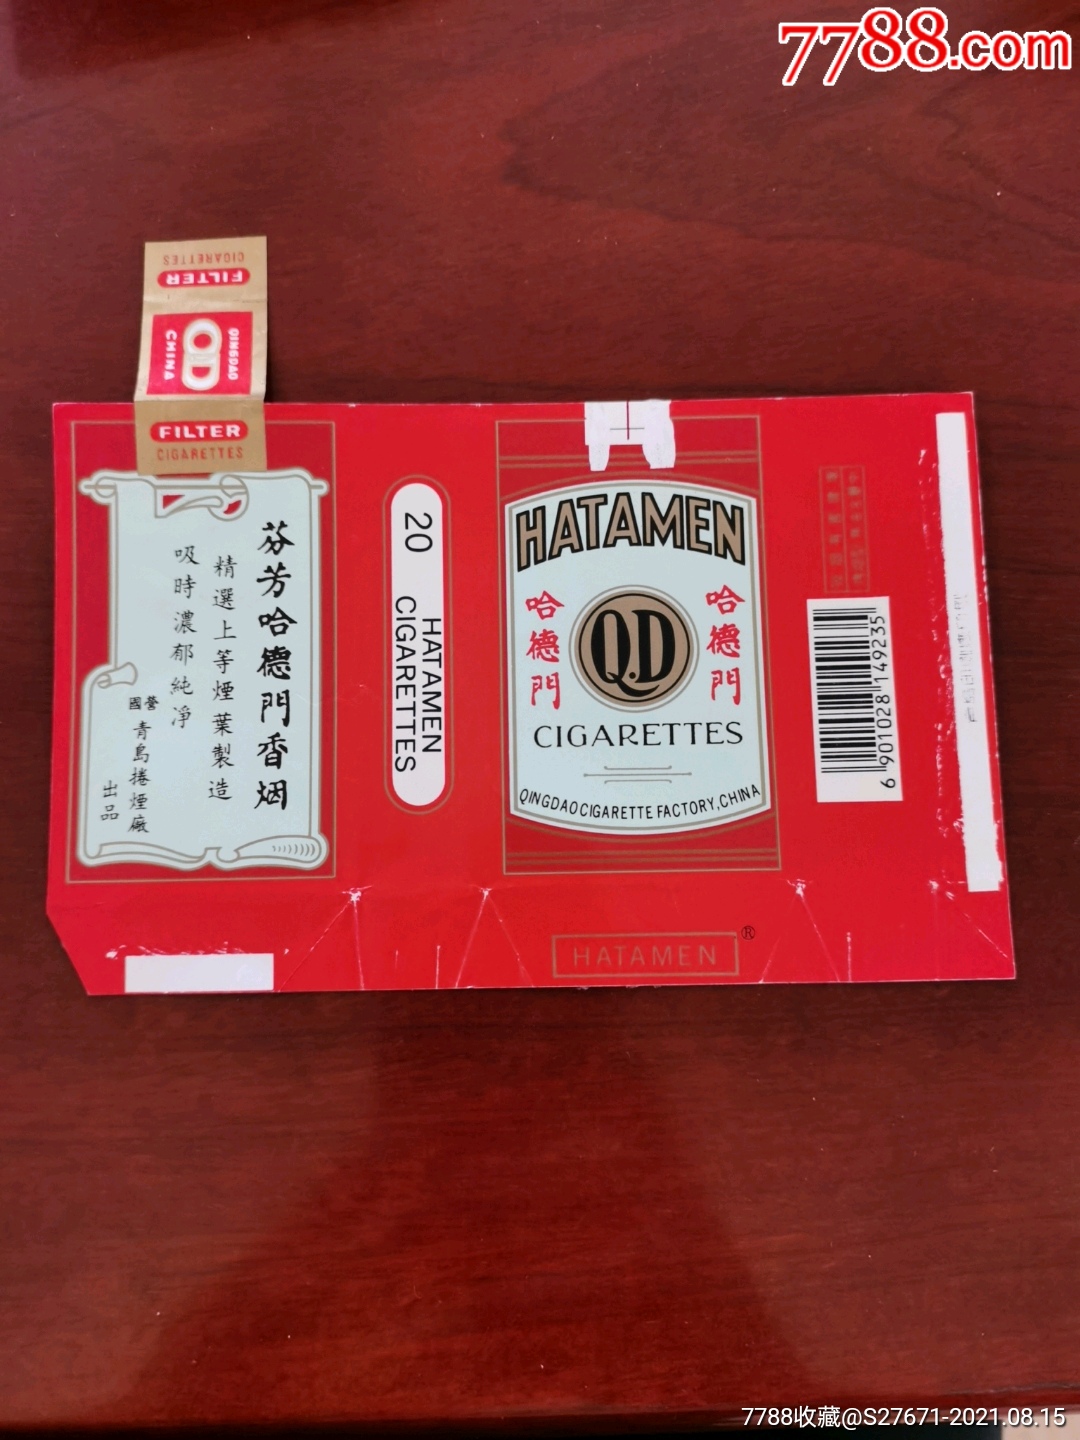 7788.com
CIGARETTES
FILTER
QINGDAO
QD
CHINA
FILTER
CIGARETTES
芬芳哈德門香烟
精選上等煙葉製造
吸時濃郁純淨
國營
青島捲煙廠
出品
20 HATAMEN
CIGARETTES
HATAMEN
哈德門
哈德門
Q.D
CIGARETTES
QINGDAO CIGARETTE FACTORY, CHINA
HATAMEN
®
6 901028 149235
7788收藏@S27671-2021.08.15